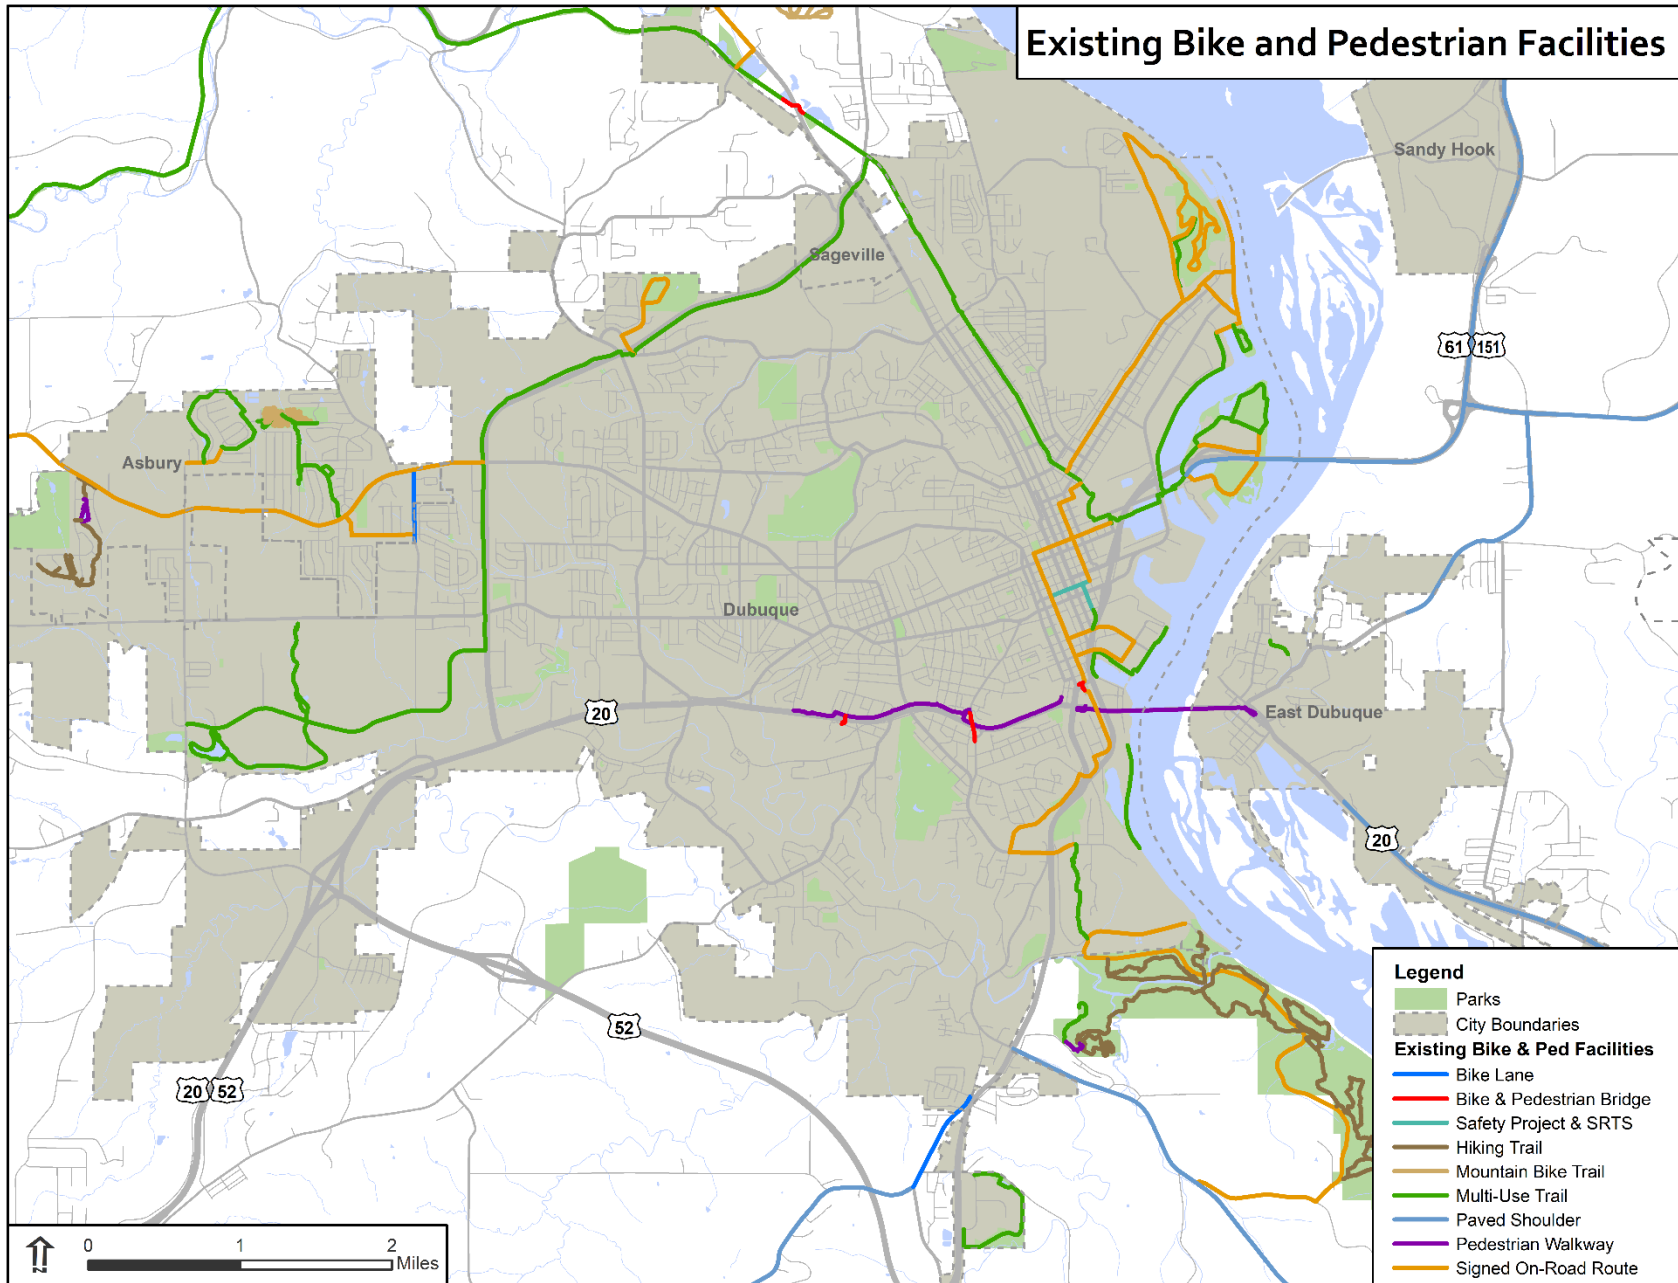 Existing Bike and Pedestrian Facilities
Sandy Hook
Sageville
61 151
Asbury
Dubuque
20
East Dubuque
20
52
20 52
Legend
Parks
City Boundaries
Existing Bike & Ped Facilities
Bike Lane
Bike & Pedestrian Bridge
Safety Project & SRTS
Hiking Trail
Mountain Bike Trail
Multi-Use Trail
Paved Shoulder
Pedestrian Walkway
Signed On-Road Route
N
0 1 2
Miles